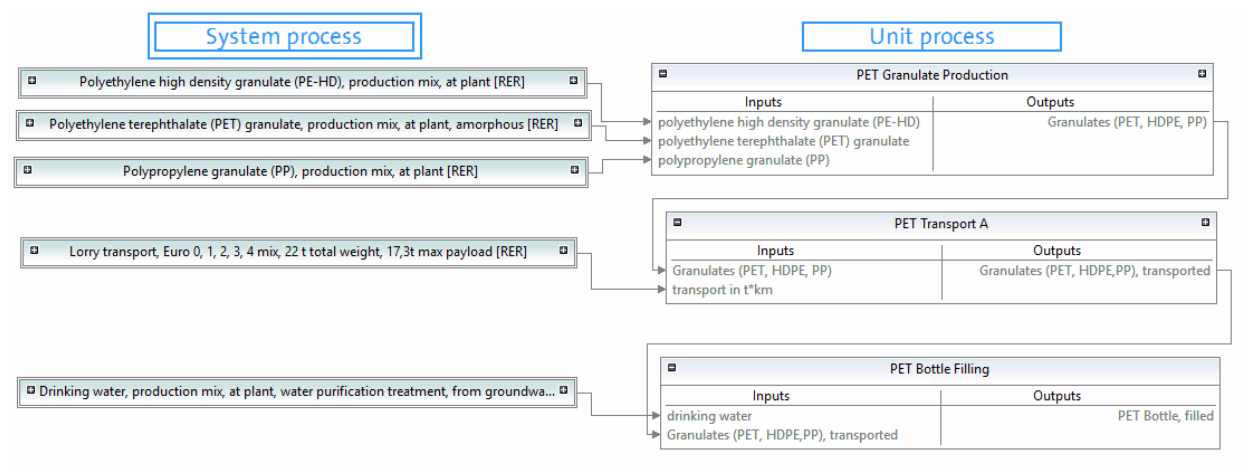 System process
Unit process
Polyethylene high density granulate (PE-HD), production mix, at plant [RER]
Polyethylene terephthalate (PET) granulate, production mix, at plant, amorphous [RER]
Polypropylene granulate (PP), production mix, at plant [RER]
PET Granulate Production
Inputs
Outputs
polyethylene high density granulate (PE-HD)
Granulates (PET, HDPE, PP)
polyethylene terephthalate (PET) granulate
polypropylene granulate (PP)
Lorry transport, Euro 0, 1, 2, 3, 4 mix, 22 t total weight, 17,3t max payload [RER]
PET Transport A
Inputs
Outputs
Granulates (PET, HDPE, PP)
Granulates (PET, HDPE,PP), transported
transport in t*km
Drinking water, production mix, at plant, water purification treatment, from groundwa...
PET Bottle Filling
Inputs
Outputs
drinking water
PET Bottle, filled
Granulates (PET, HDPE,PP), transported